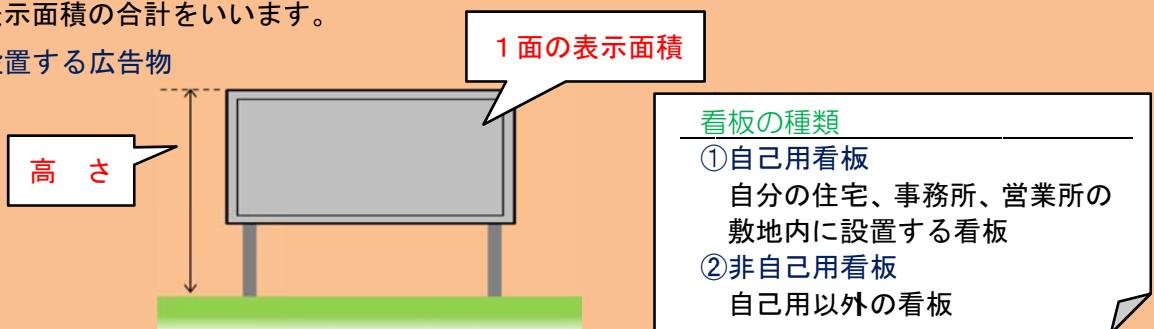 表示面積の合計をいいます。
設置する広告物
1面の表示面積
高 さ
看板の種類
①自己用看板
自分の住宅、事務所、営業所の
敷地内に設置する看板
②非自己用看板
自己用以外の看板